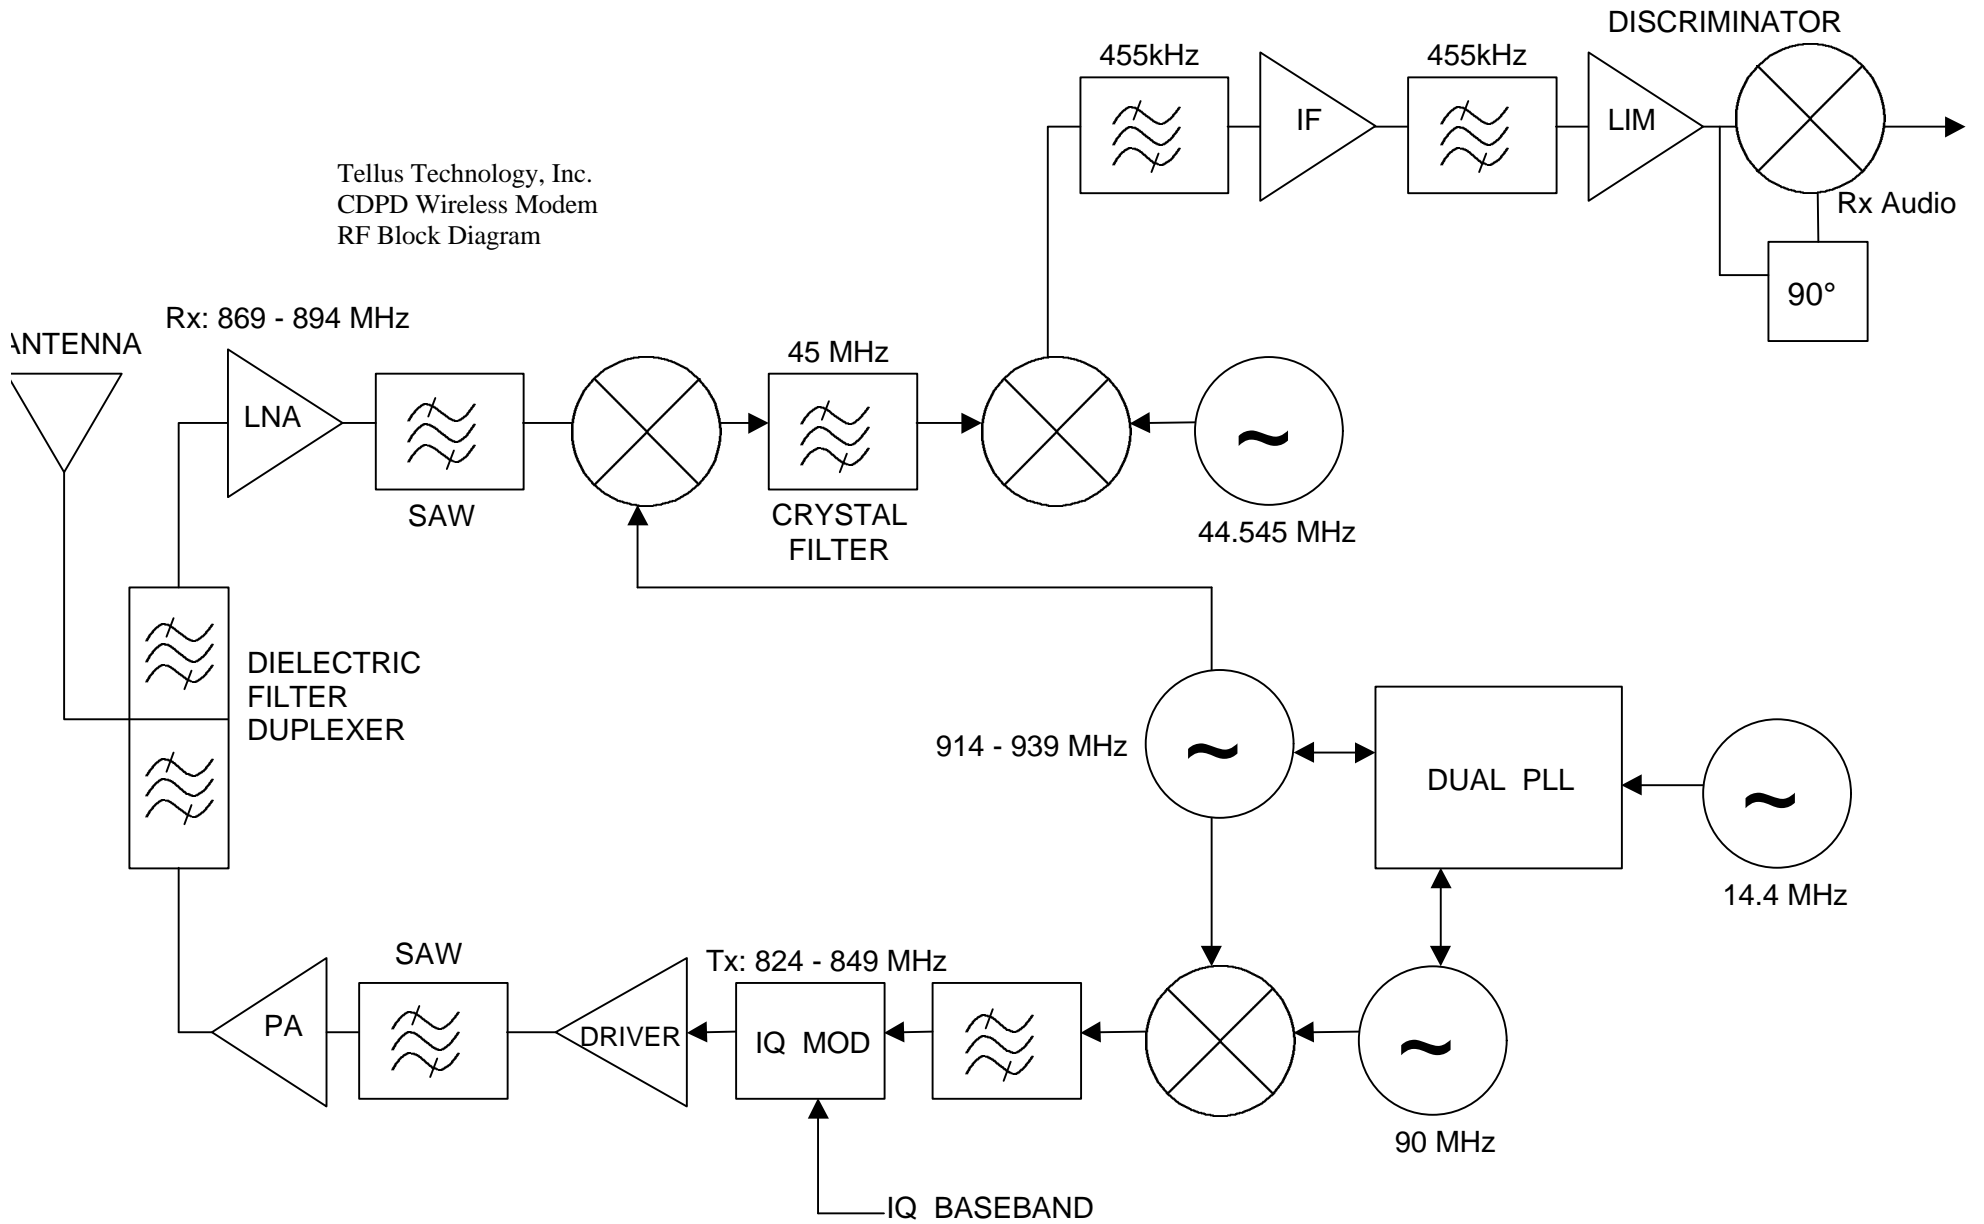 DISCRIMINATOR
455kHz
455kHz
IF
LIM
Rx Audio
90°
Tellus Technology, Inc.
CDPD Wireless Modem
RF Block Diagram
Rx: 869 - 894 MHz
ANTENNA
LNA
SAW
45 MHz
CRYSTAL
FILTER
~
44.545 MHz
DIELECTRIC
FILTER
DUPLEXER
914 - 939 MHz
~
DUAL PLL
~
14.4 MHz
SAW
Tx: 824 - 849 MHz
PA
DRIVER
IQ MOD
~
90 MHz
IQ BASEBAND